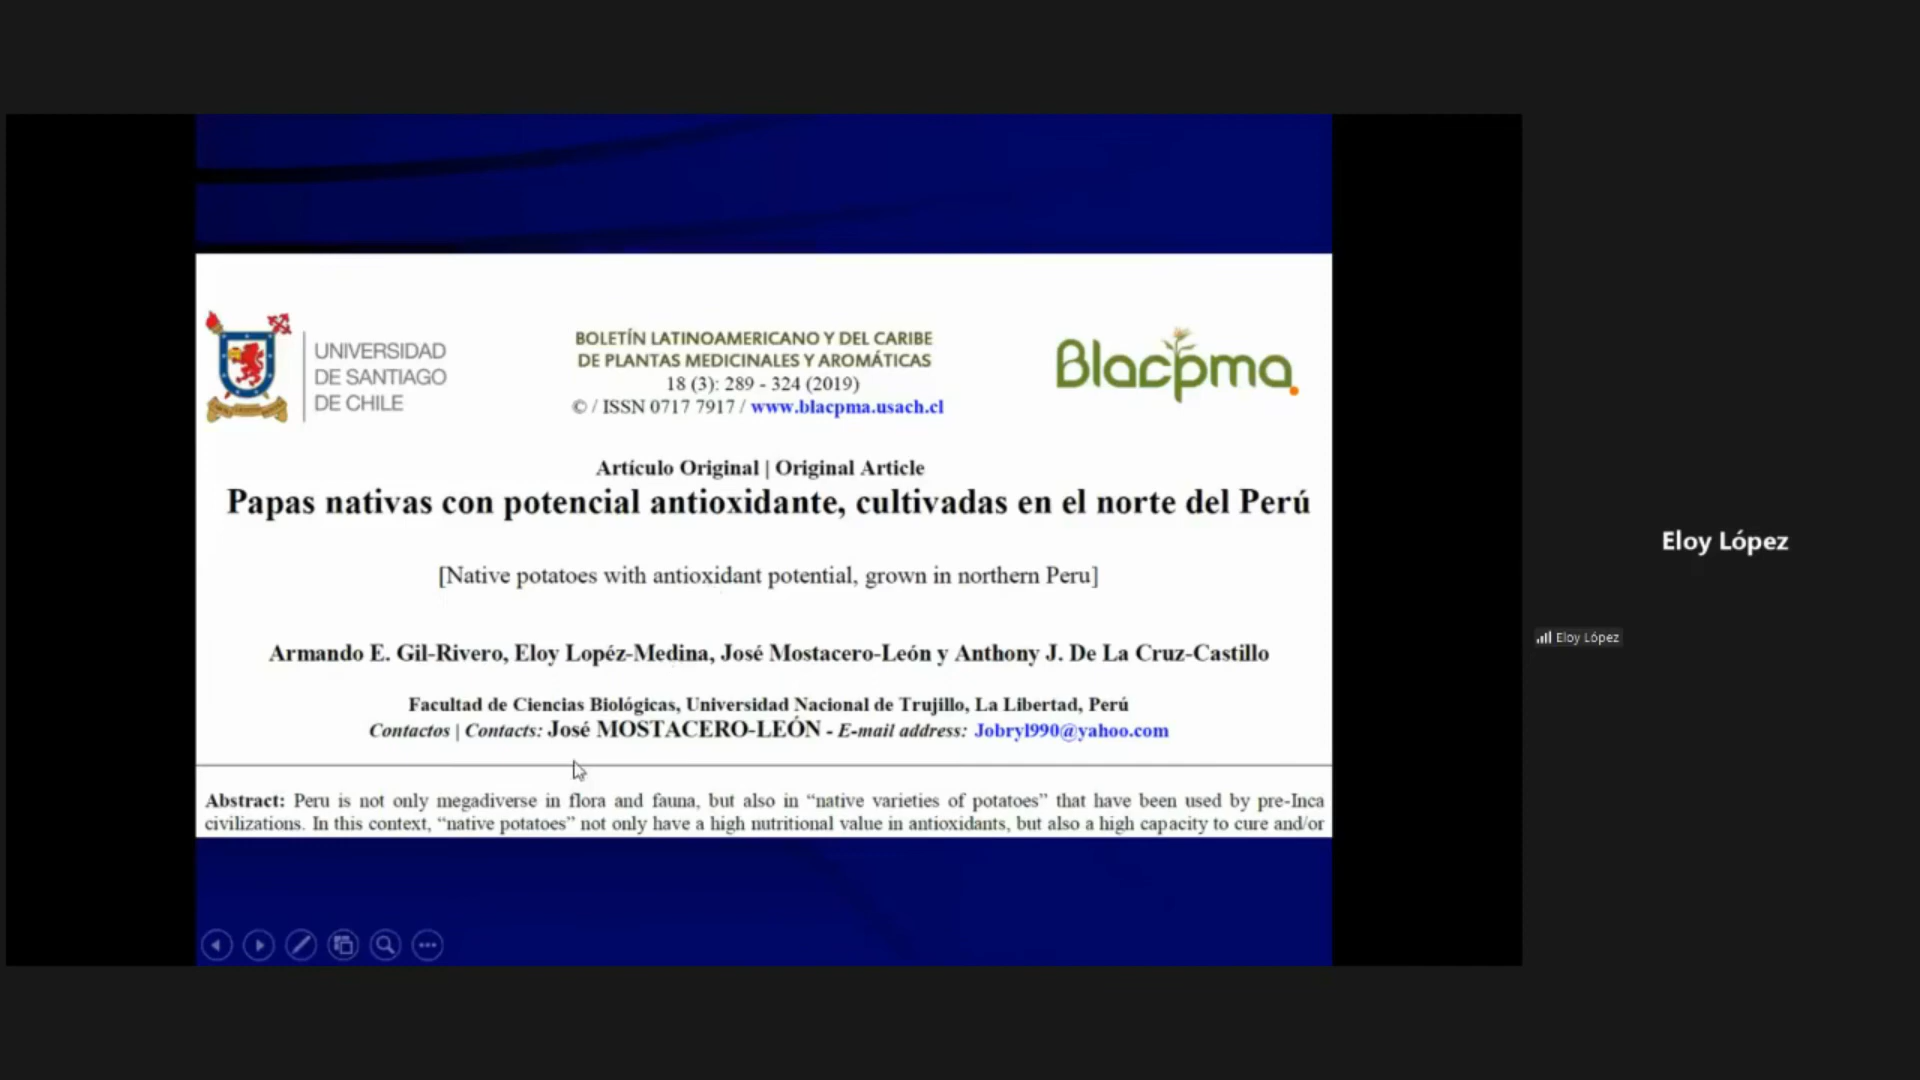 UNIVERSIDAD
DE SANTIAGO
DE CHILE
BOLETÍN LATINOAMERICANO Y DEL CARIBE
DE PLANTAS MEDICINALES Y AROMÁTICAS
18 (3): 289 - 324 (2019)
© / ISSN 0717 7917 / www.blacpma.usach.cl
Blacpma
Artículo Original | Original Article
Papas nativas con potencial antioxidante, cultivadas en el norte del Perú
[Native potatoes with antioxidant potential, grown in northern Peru]
Armando E. Gil-Rivero, Eloy Lopéz-Medina, José Mostacero-León y Anthony J. De La Cruz-Castillo
Facultad de Ciencias Biológicas, Universidad Nacional de Trujillo, La Libertad, Perú
Contactos | Contacts: José MOSTACERO-LEÓN - E-mail address: Jobryl990@yahoo.com
Abstract: Peru is not only megadiverse in flora and fauna, but also in “native varieties of potatoes” that have been used by pre-Inca
civilizations. In this context, “native potatoes” not only have a high nutritional value in antioxidants, but also a high capacity to cure and/or
Eloy López
Eloy López